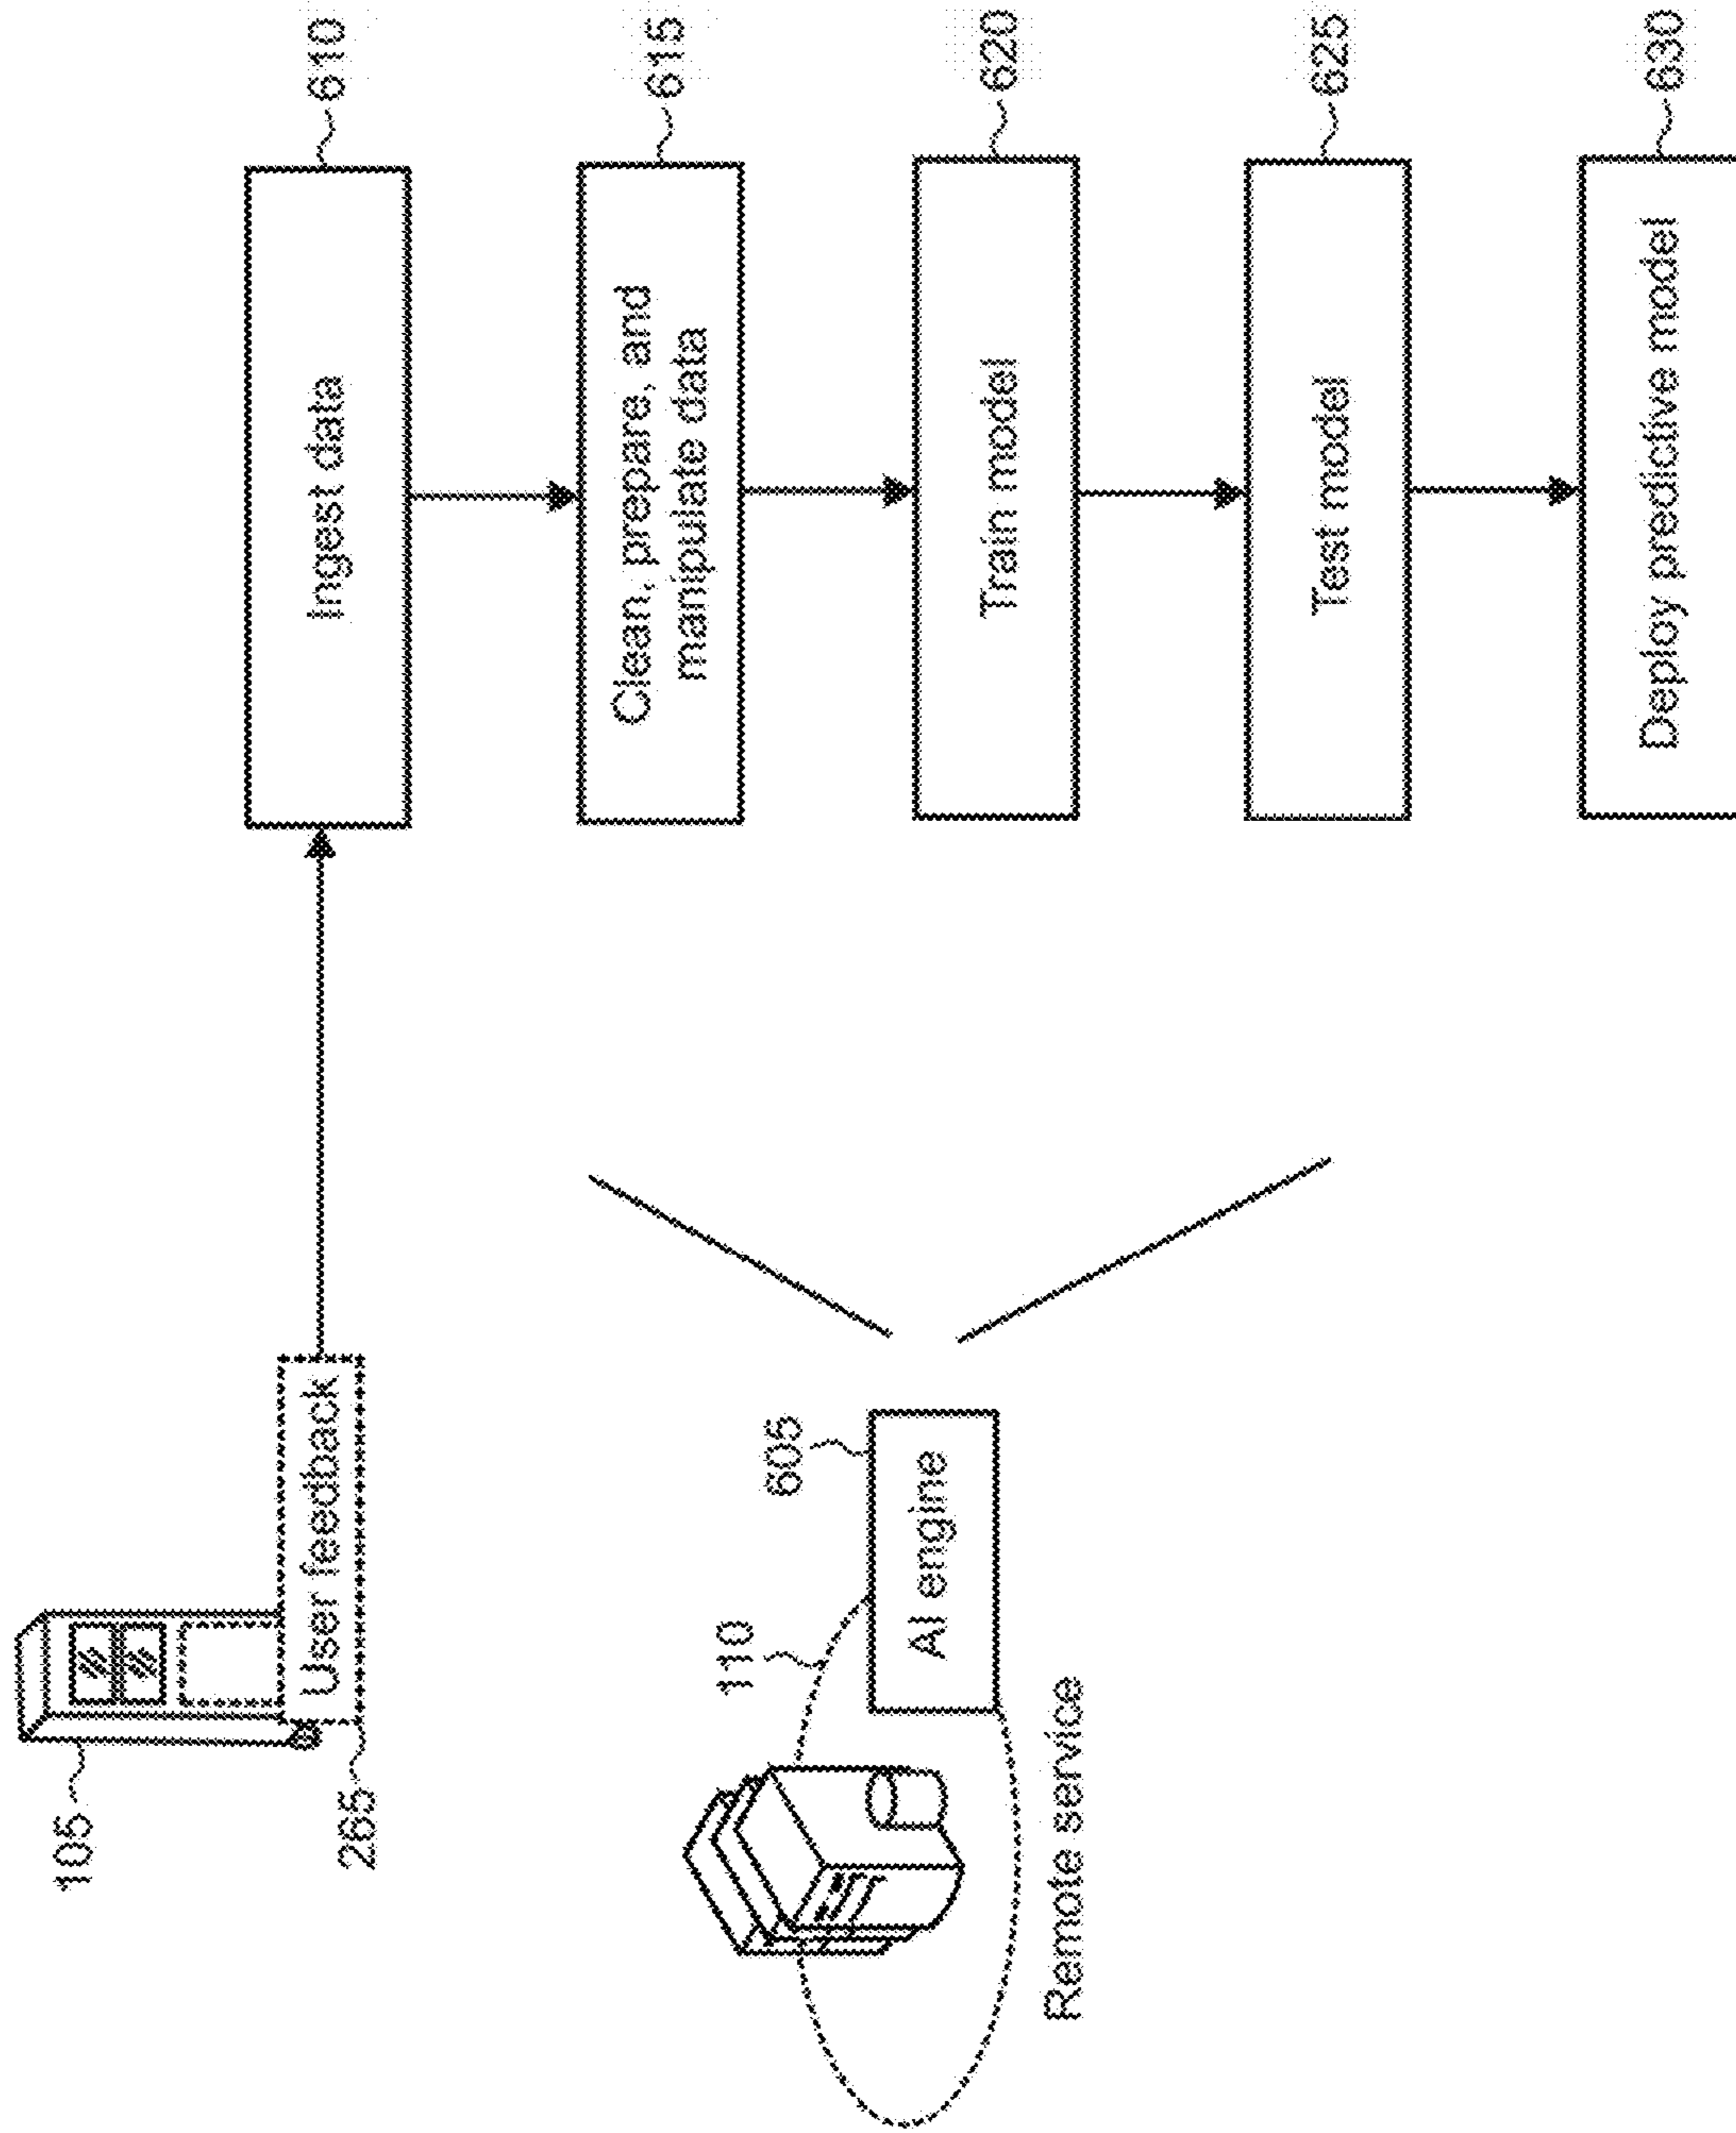 105
User feedback
265
110
605
AI engine
Remote service
Ingest data
610
Clean, prepare, and
manipulate data
615
Train model
620
Test model
625
Deploy predictive model
630